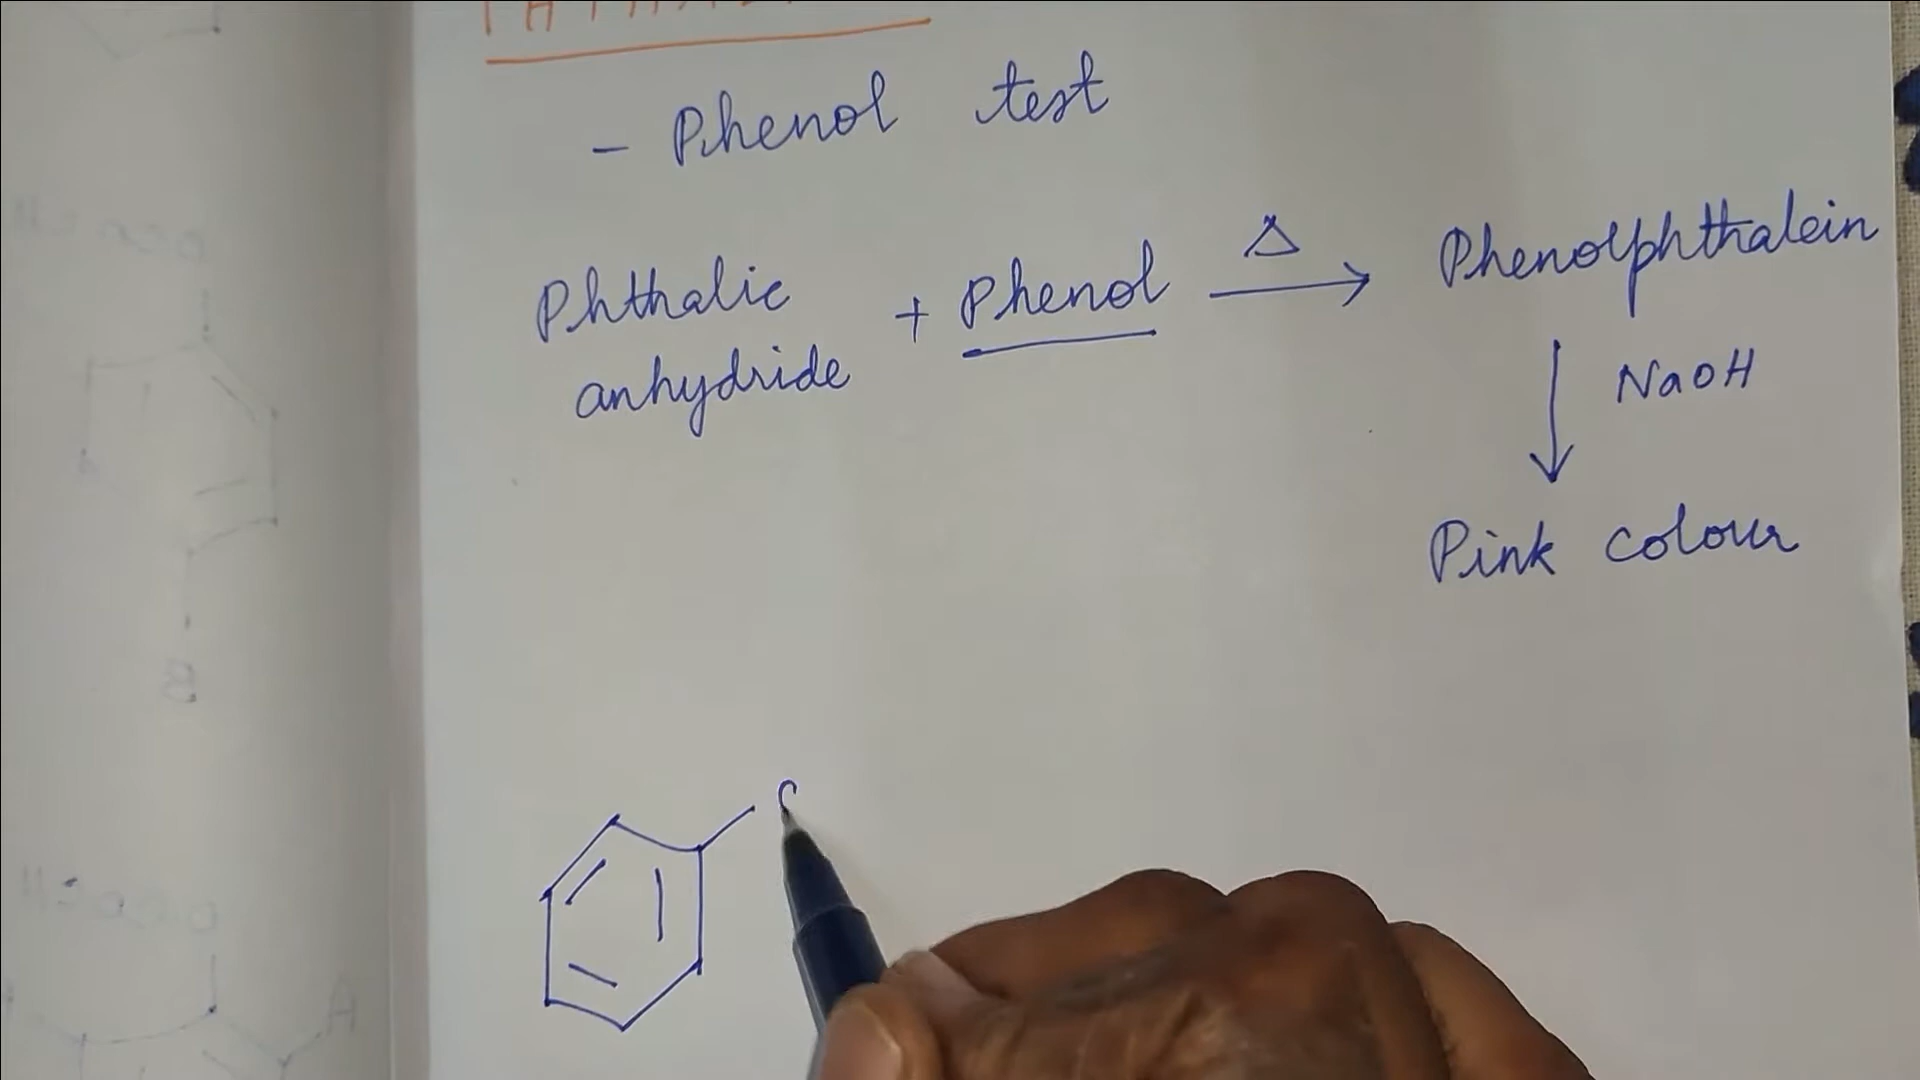 - Phenol test
Phthalic + Phenol △ → Phenolphthalein
anhydride
↓ NaOH
Pink colour